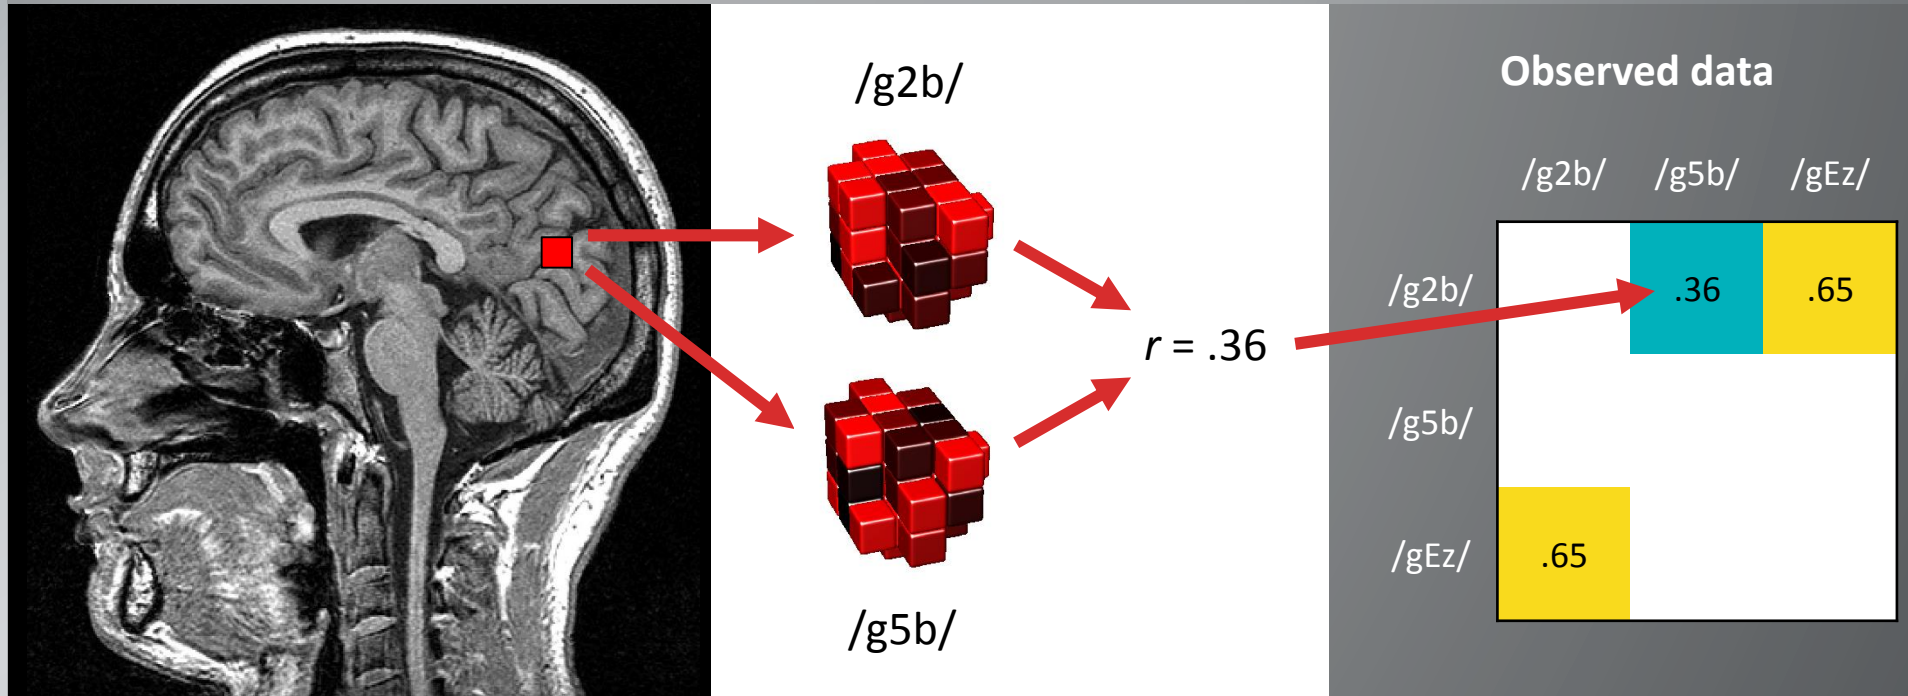 /g2b/
/g5b/
r = .36
Observed data
/g2b/ /g5b/ /gEz/
/g2b/ .36 .65
/g5b/
/gEz/ .65